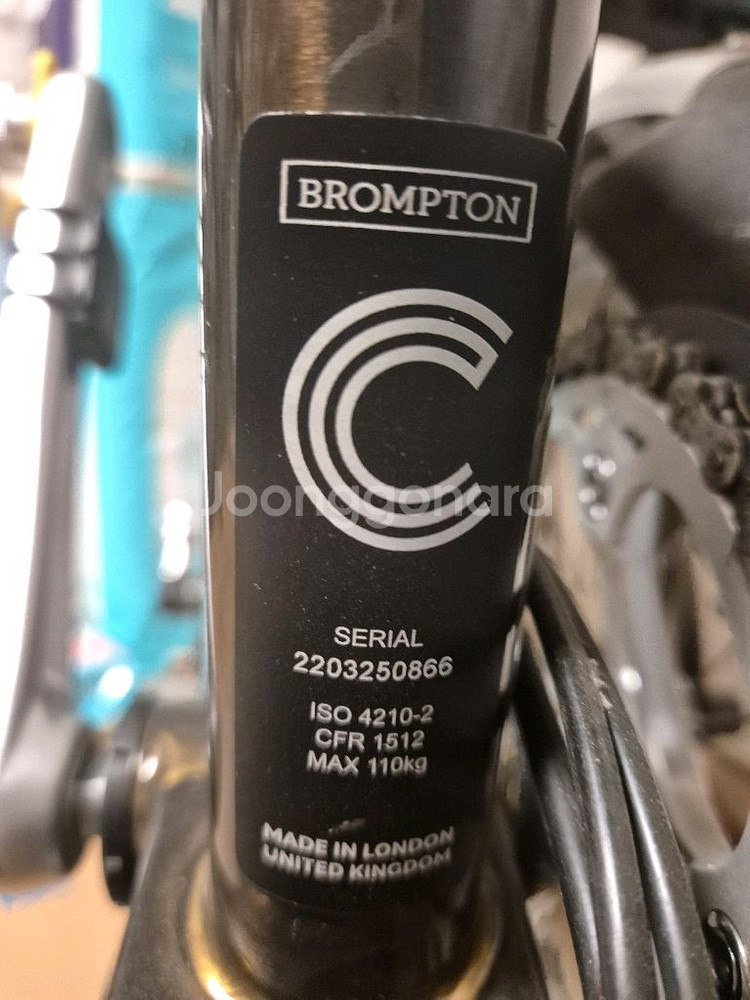 BROMPTON
C
Joonggonara
SERIAL
2203250866
ISO 4210-2
CFR 1512
MAX 110kg
MADE IN LONDON
UNITED KINGDOM